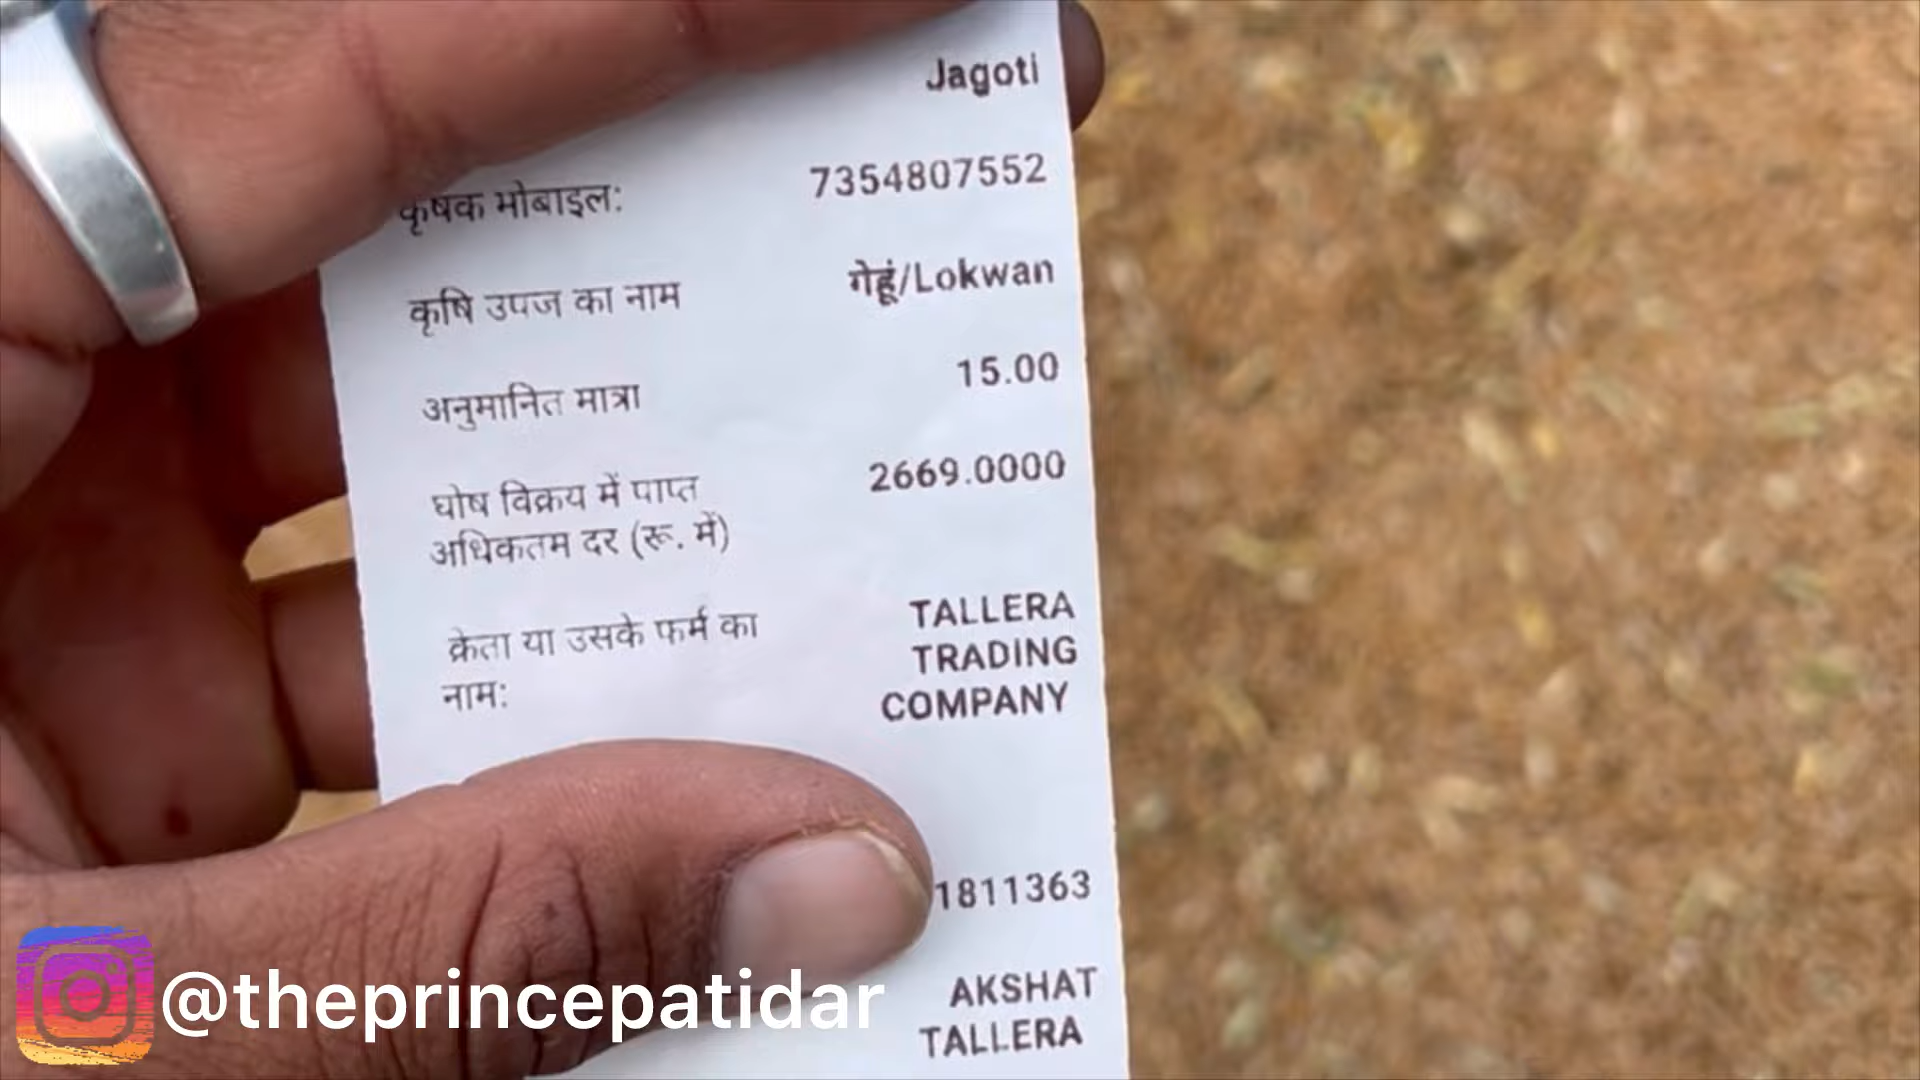 Jagoti
कृषक मोबाइल: 7354807552
कृषि उपज का नाम गेहूं/Lokwan
अनुमानित मात्रा 15.00
घोष विक्रय में पाप्त 2669.0000
अधिकतम दर (रू. में)
क्रेता या उसके फर्म का TALLERA
TRADING
नाम: COMPANY
1811363
AKSHAT
TALLERA
@theprincepatidar